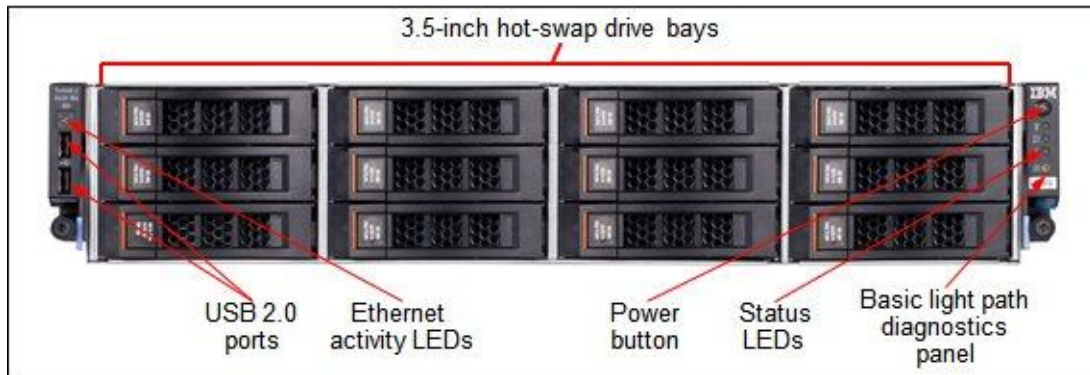 3.5-inch hot-swap drive bays
IBM
USB 2.0
ports
Ethernet
activity LEDs
Power
button
Status
LEDs
Basic light path
diagnostics
panel